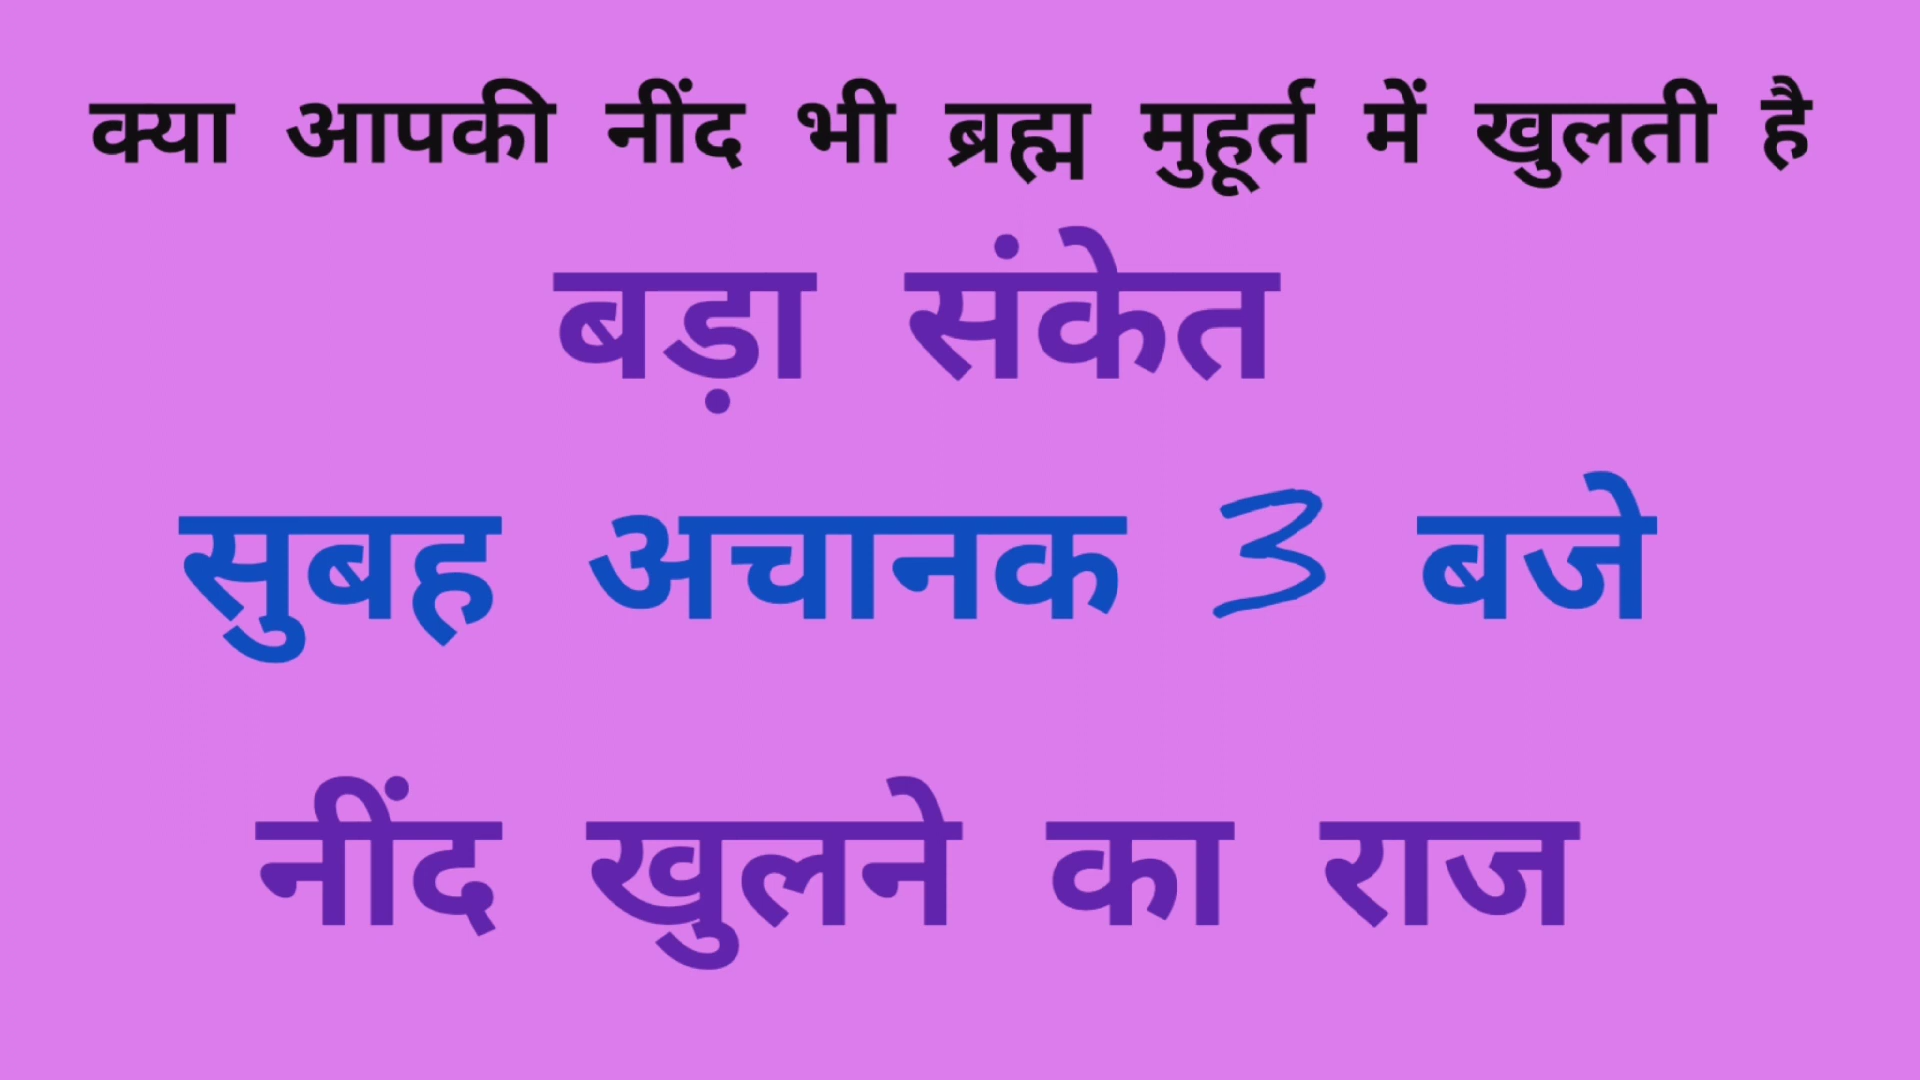 क्या आपकी नींद भी ब्रह्म मुहूर्त में खुलती है
बड़ा संकेत
सुबह अचानक 3 बजे
नींद खुलने का राज